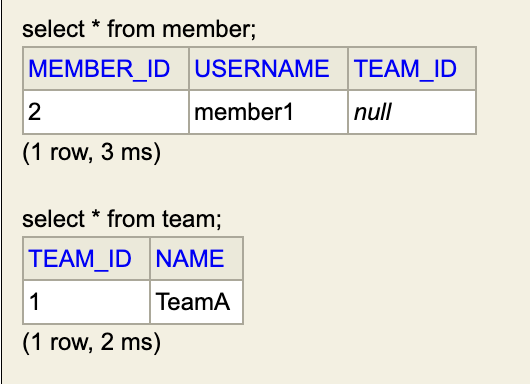 select * from member;
MEMBER_ID USERNAME TEAM_ID
2 member1 null
(1 row, 3 ms)
select * from team;
TEAM_ID NAME
1 TeamA
(1 row, 2 ms)